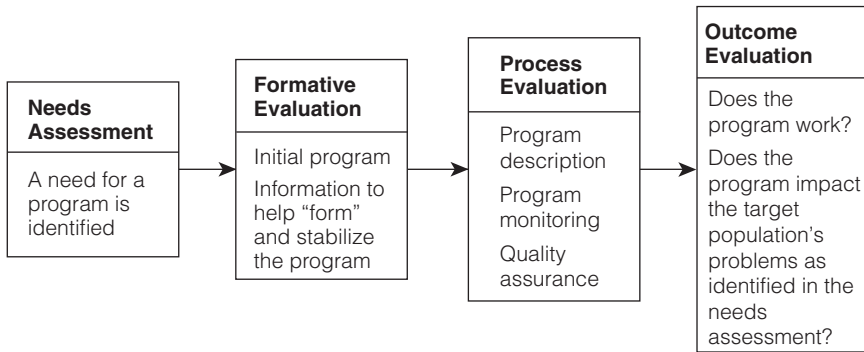 Needs
Assessment
A need for a
program is
identified
Formative
Evaluation
Initial program
Information to
help “form”
and stabilize
the program
Process
Evaluation
Program
description
Program
monitoring
Quality
assurance
Outcome
Evaluation
Does the
program work?
Does the
program impact
the target
population’s
problems as
identified in the
needs
assessment?